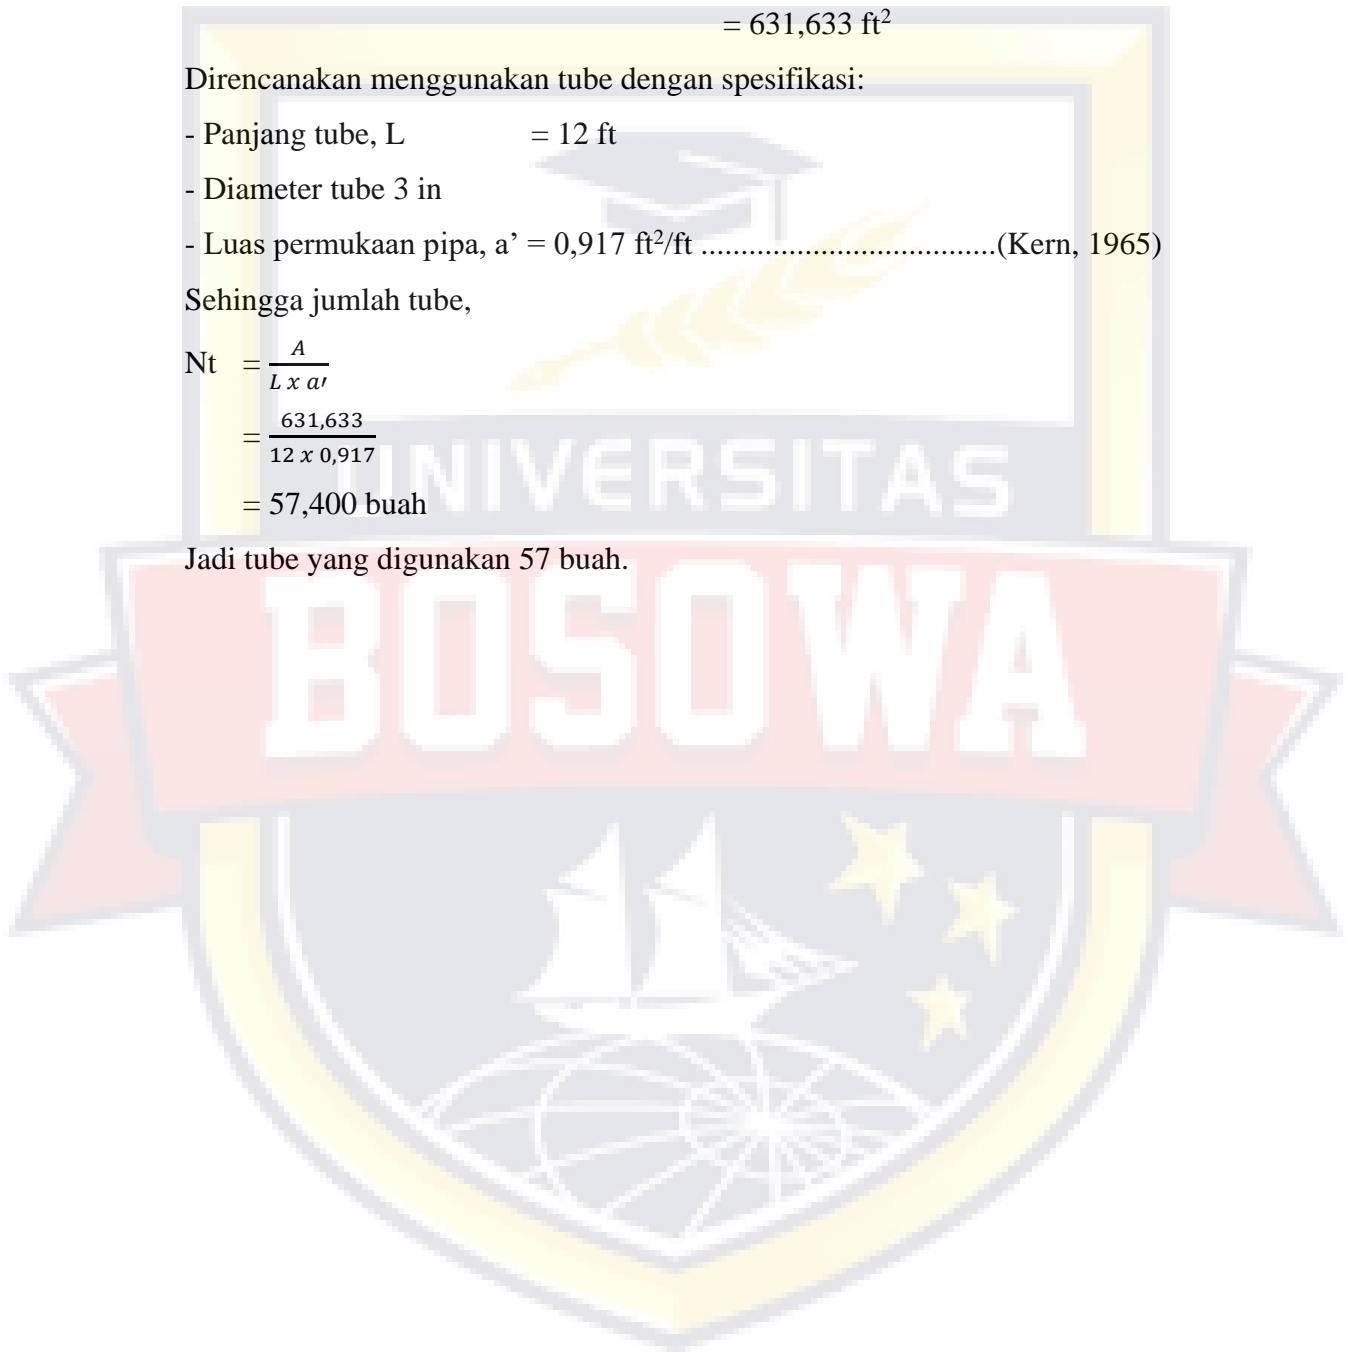 = 631,633 ft²
Direncanakan menggunakan tube dengan spesifikasi:
- Panjang tube, L = 12 ft
- Diameter tube 3 in
- Luas permukaan pipa, a’ = 0,917 ft²/ft ...................................(Kern, 1965)
Sehingga jumlah tube,
Nt = A / L x a′
= 631,633 / 12 x 0,917
= 57,400 buah
Jadi tube yang digunakan 57 buah.
UNIVERSITAS
BOSOWA